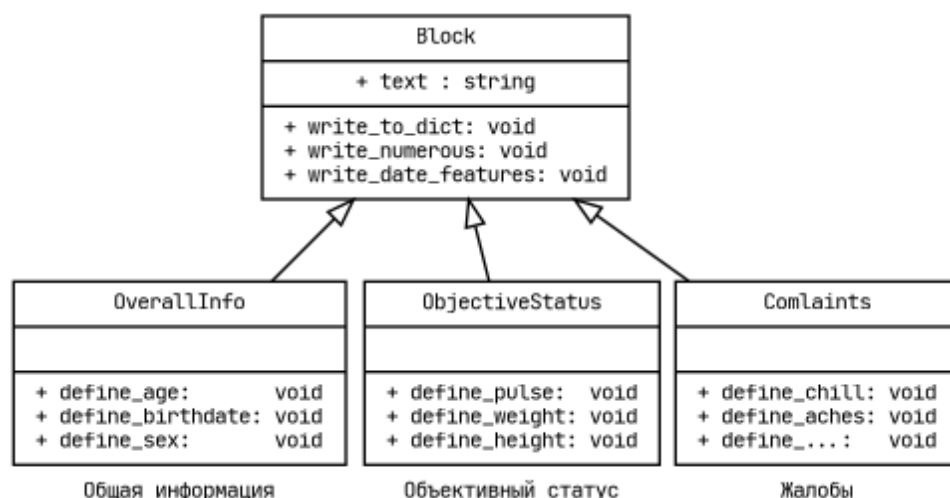 Block
+ text : string
+ write_to_dict: void
+ write_numerous: void
+ write_date_features: void
OverallInfo
+ define_age: void
+ define_birthdate: void
+ define_sex: void
Общая информация
ObjectiveStatus
+ define_pulse: void
+ define_weight: void
+ define_height: void
Объективный статус
Comlaints
+ define_chill: void
+ define_aches: void
+ define_...: void
Жалобы